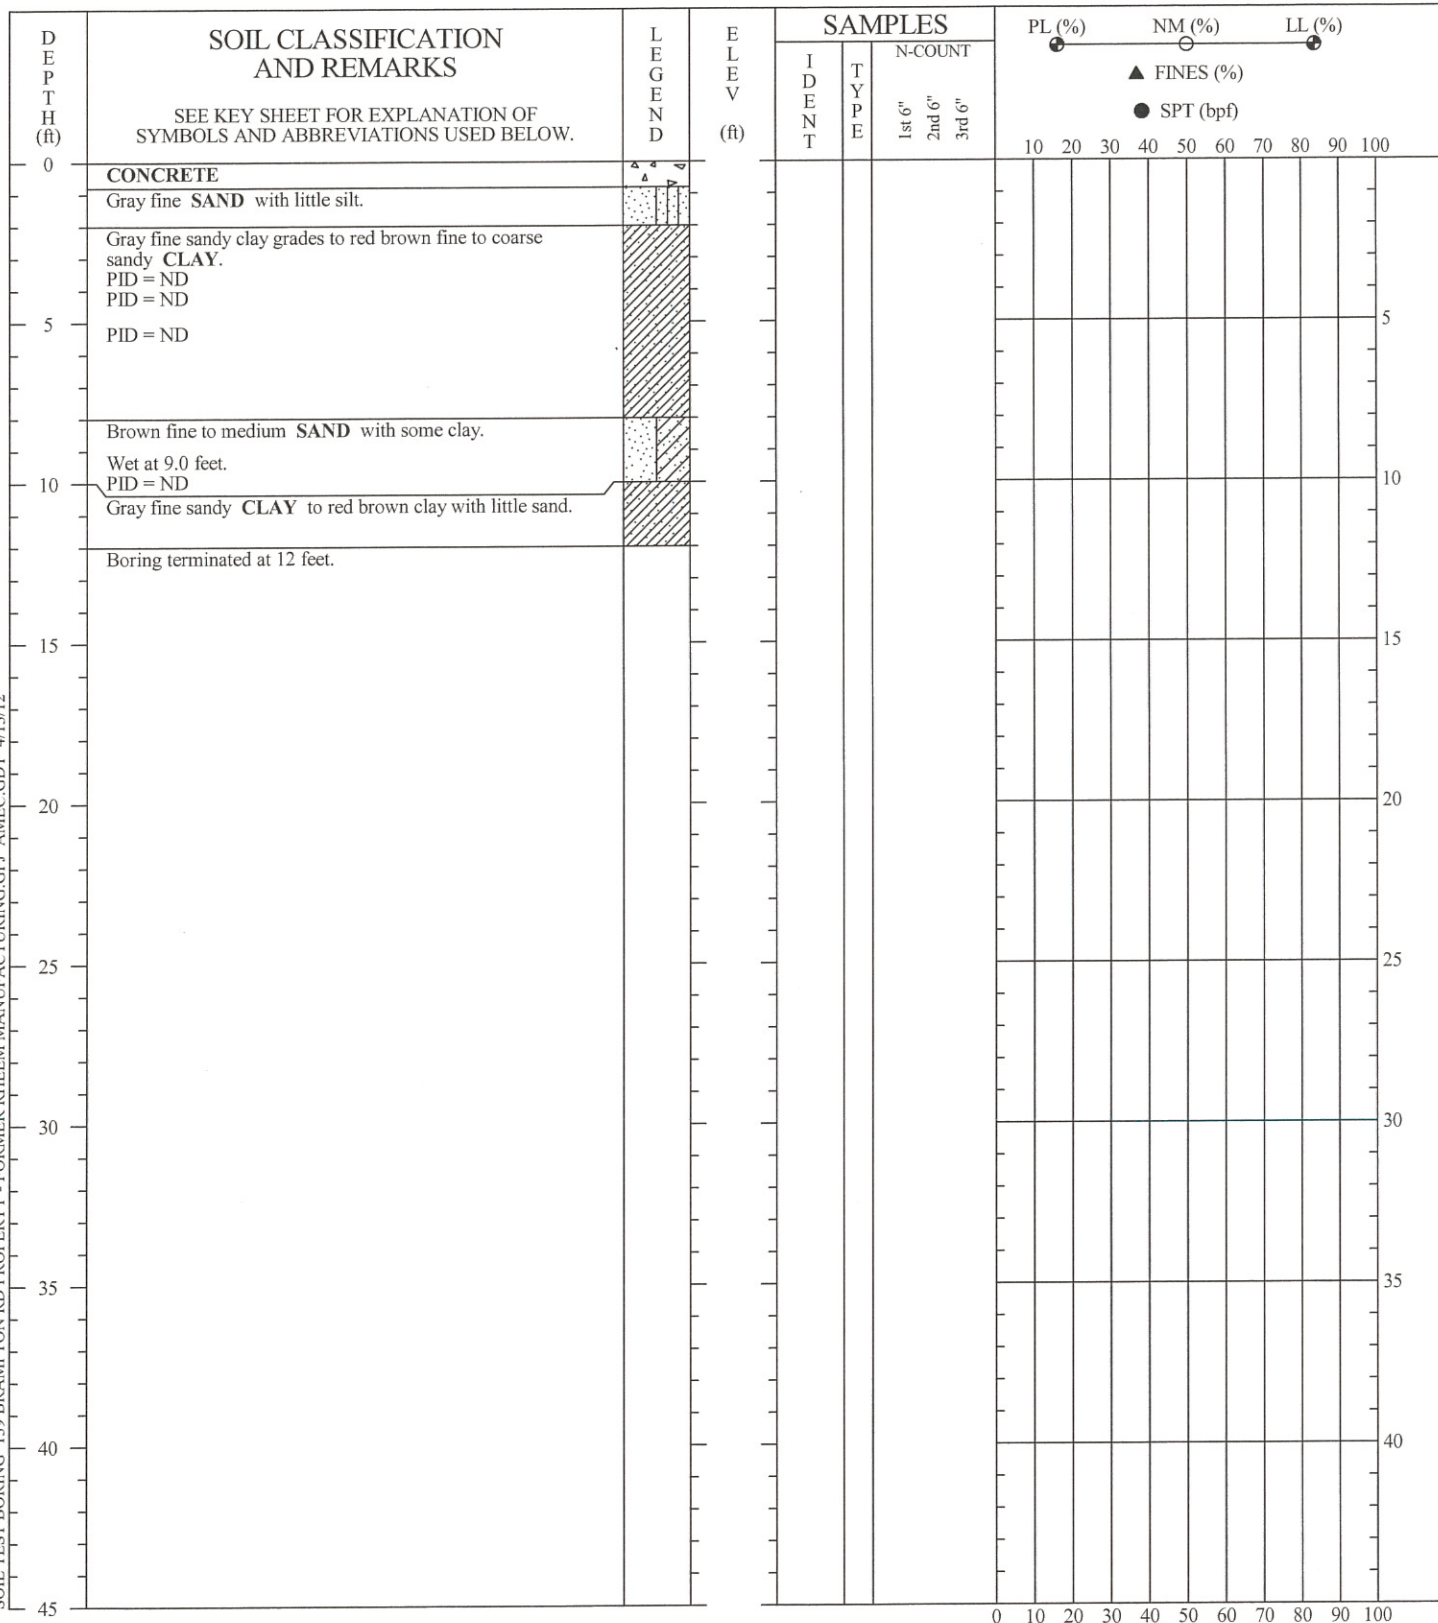 DEPTH (ft)
SOIL CLASSIFICATION
AND REMARKS
SEE KEY SHEET FOR EXPLANATION OF
SYMBOLS AND ABBREVIATIONS USED BELOW.
LEGEND
ELEV (ft)
SAMPLES
IDENT
TYPE
N-COUNT
1st 6"
2nd 6"
3rd 6"
PL (%) NM (%) LL (%)
▲ FINES (%)
● SPT (bpf)
10 20 30 40 50 60 70 80 90 100
0
CONCRETE
Gray fine SAND with little silt.
Gray fine sandy clay grades to red brown fine to coarse
sandy CLAY.
PID = ND
PID = ND
5
PID = ND
5
Brown fine to medium SAND with some clay.
Wet at 9.0 feet.
10
PID = ND
10
Gray fine sandy CLAY to red brown clay with little sand.
Boring terminated at 12 feet.
15 15
20 20
25 25
30 30
35 35
40 40
45
0 10 20 30 40 50 60 70 80 90 100